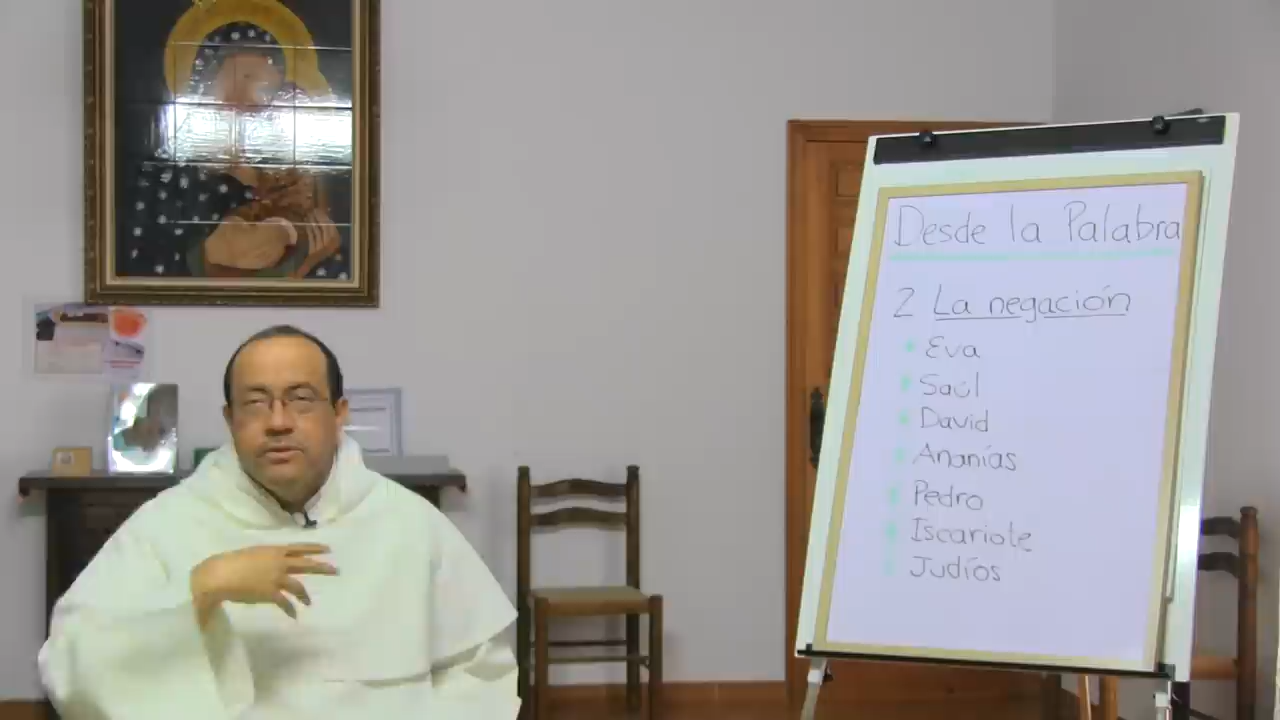 Desde la Palabra
2 La negación
• Eva
• Saúl
• David
• Ananías
• Pedro
• Iscariote
• Judíos